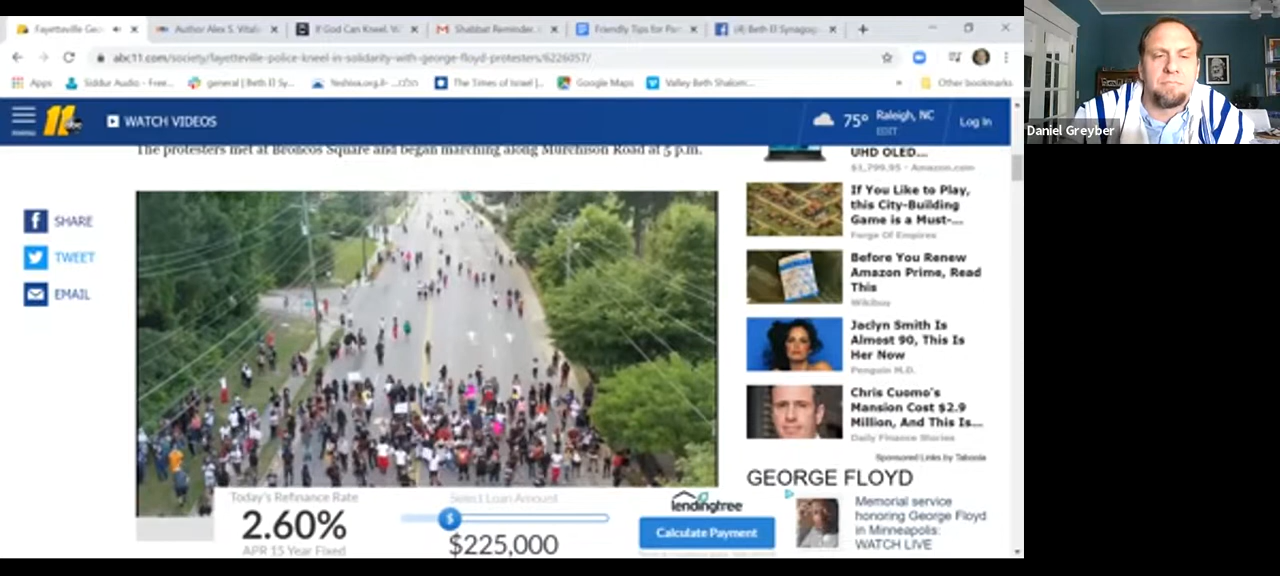 Fayetteville Geo
Author Alex S. Vitale
If God Can Kneel. W
Shabbat Reminder.
Friendly Tips for Par
(4) Beth El Synagog
abc11.com/society/fayetteville-police-kneel-in-solidarity-with-george-floyd-protesters/6226057/
Apps
Siddur Audio - Free...
general | Beth El Sy...
The Times of Israel |...
Google Maps
Valley Beth Shalom...
Other bookmarks
11 abc
WATCH VIDEOS
75°
Raleigh, NC
EDIT
Log In
The protesters met at Broncos Square and began marching along Murchison Road at 5 p.m.
SHARE
TWEET
EMAIL
UHD OLED...
$1,799.95 - Amazon.com
If You Like to Play,
this City-Building
Game is a Must-...
Forge Of Empires
Before You Renew
Amazon Prime, Read
This
Wikibuy
Jaclyn Smith Is
Almost 90, This Is
Her Now
Penguin M.D.
Chris Cuomo's
Mansion Cost $2.9
Million, And This Is...
Daily Finance Stories
Sponsored Links by Taboola
GEORGE FLOYD
Memorial service
honoring George Floyd
in Minneapolis:
WATCH LIVE
Today's Refinance Rate
2.60%
APR 15 Year Fixed
Select Loan Amount
$
$225,000
lendingtree
Calculate Payment
Daniel Greyber